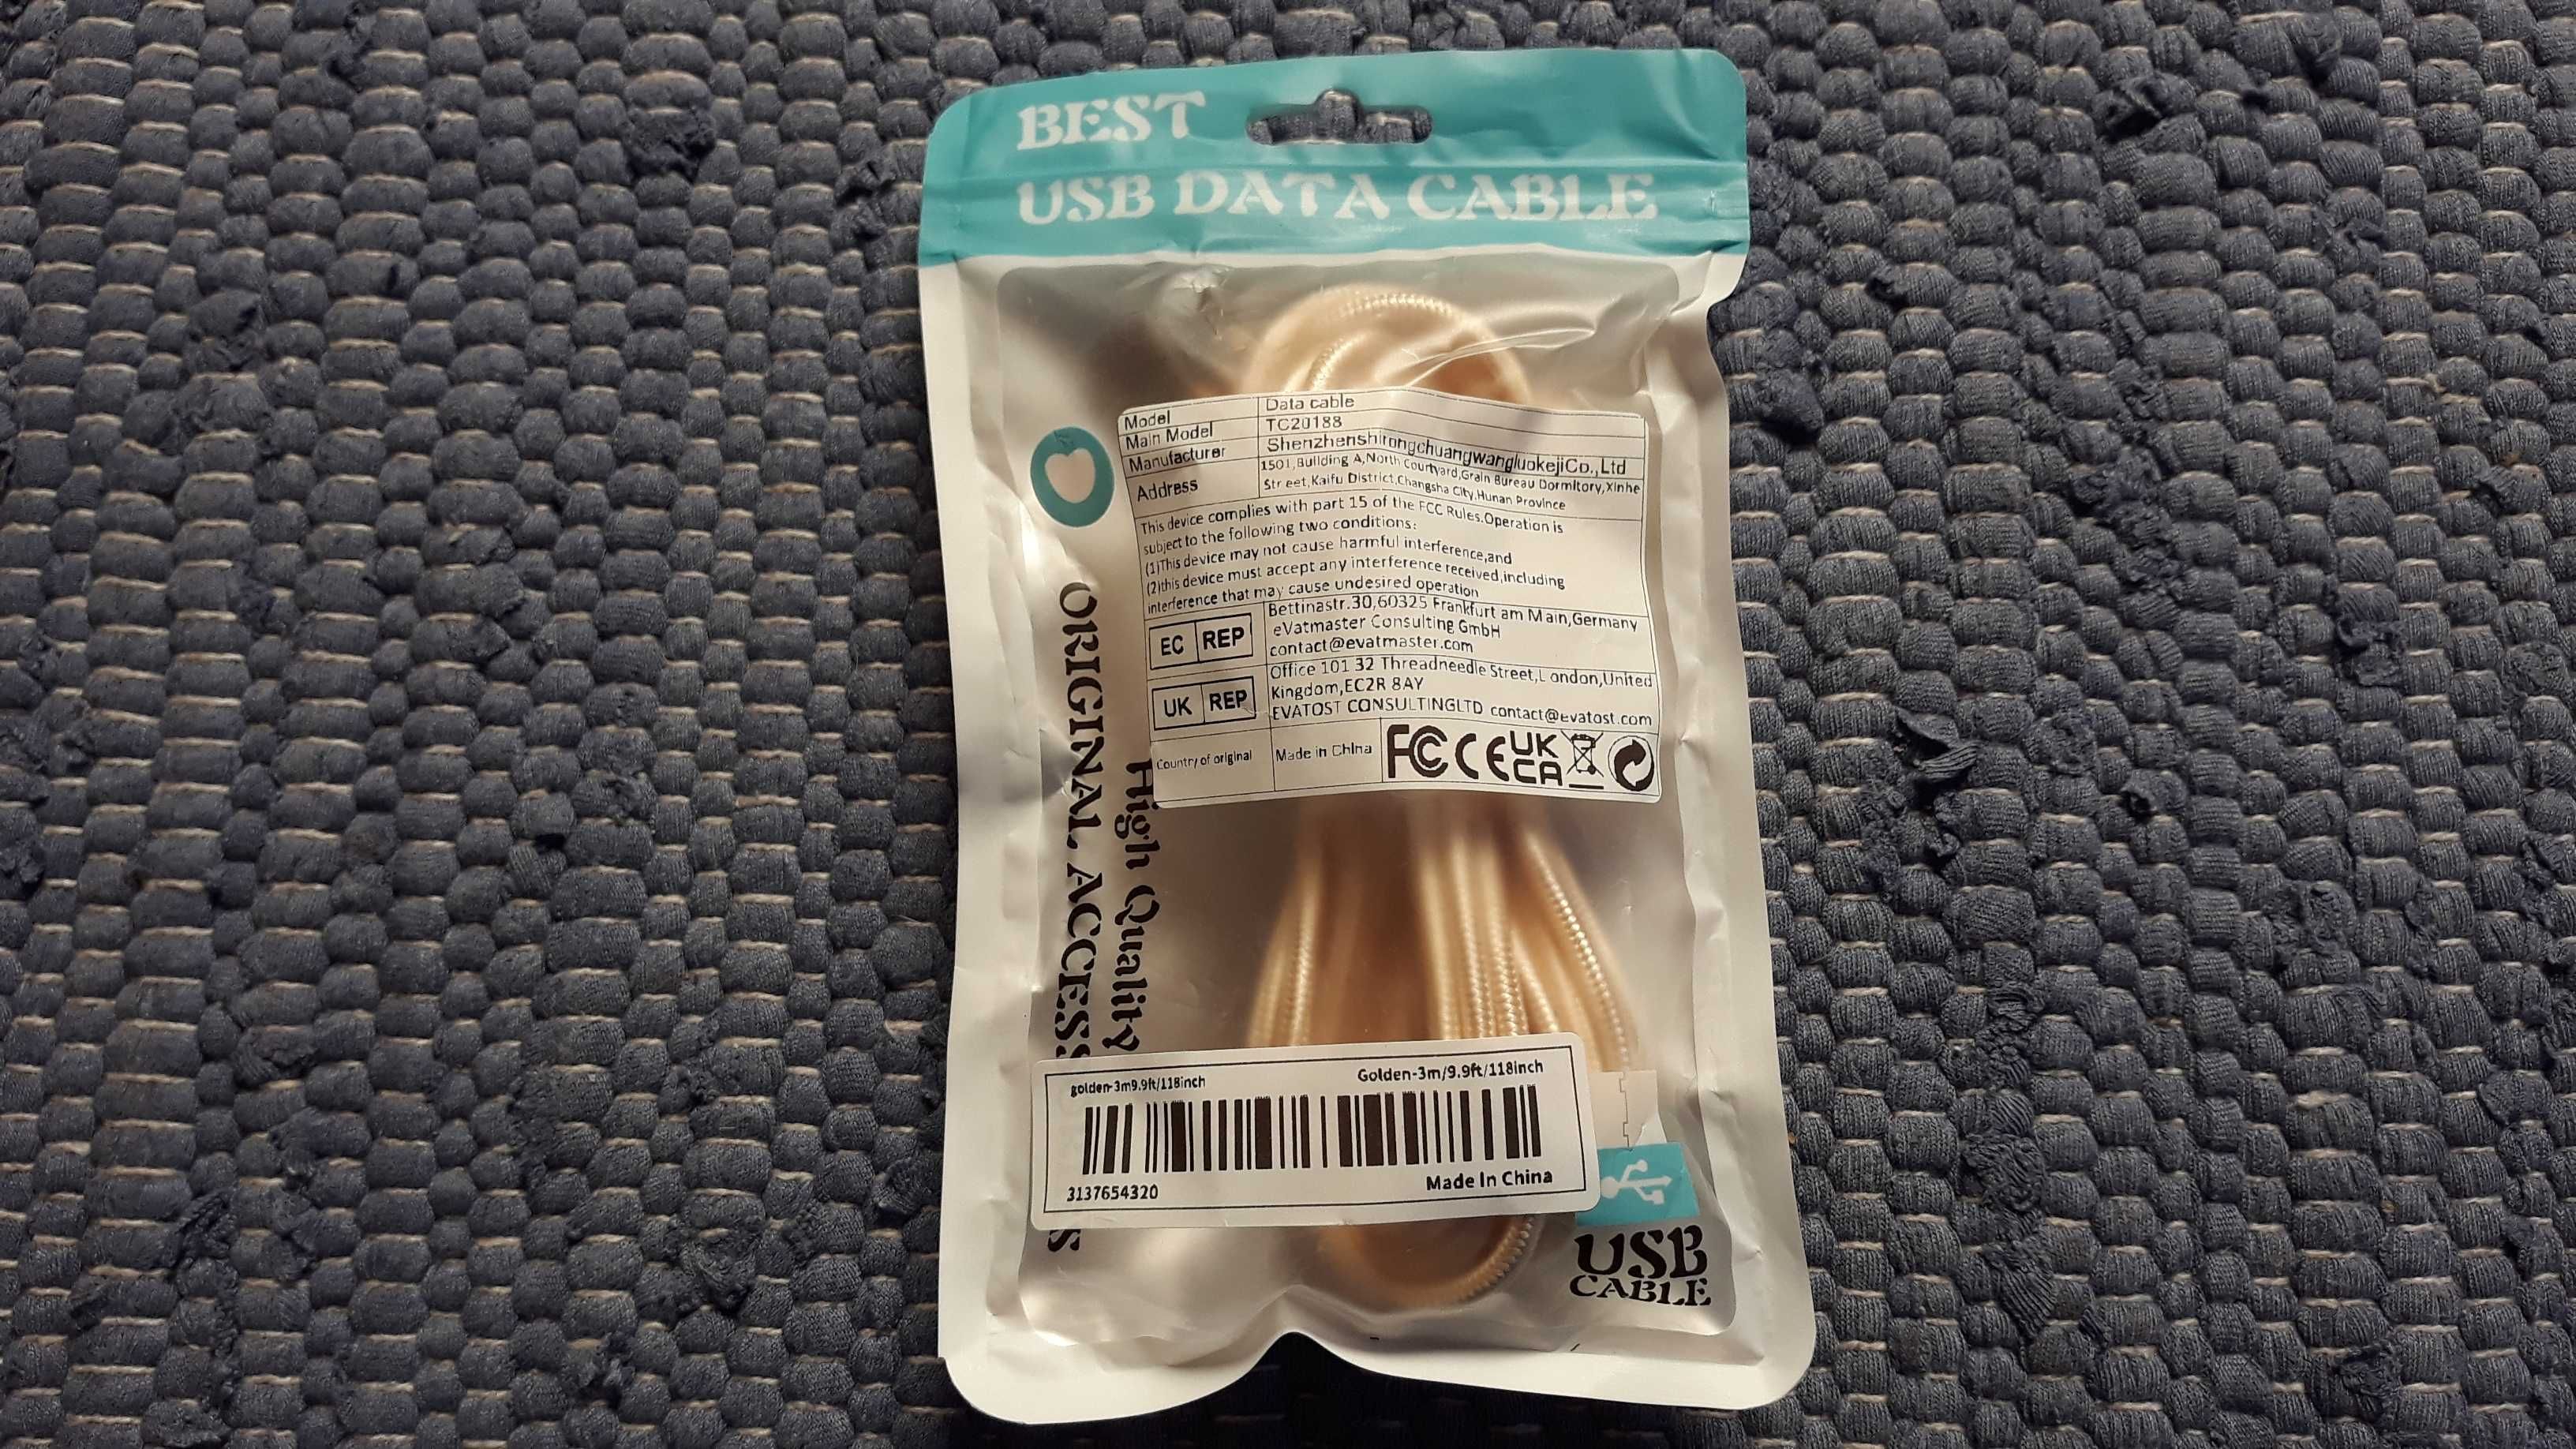 BEST
USB DATA CABLE
Model Data cable
Main Model TC20188
Manufacturer ShenzhenshirongchuangwangluokejiCo.,Ltd
Address 1501,Building A,North Courtyard,Grain Bureau Dormitory,Xinhe
Street,Kaifu District,Changsha City,Hunan Province
This device complies with part 15 of the FCC Rules.Operation is
subject to the following two conditions:
(1)This device may not cause harmful interference,and
(2)this device must accept any interference received,including
interference that may cause undesired operation
EC REP
Bettinastr.30,60325 Frankfurt am Main,Germany
eVatmaster Consulting GmbH
contact@evatmaster.com
UK REP
Office 101 32 Threadneedle Street,London,United
Kingdom,EC2R 8AY
EVATOST CONSULTINGLTD contact@evatost.com
Country of original Made in China
FC CE UK
CA
ORIGINAL ACCESS
High Quality
golden-3m9.9ft/118inch Golden-3m/9.9ft/118inch
3137654320 Made In China
USB
CABLE